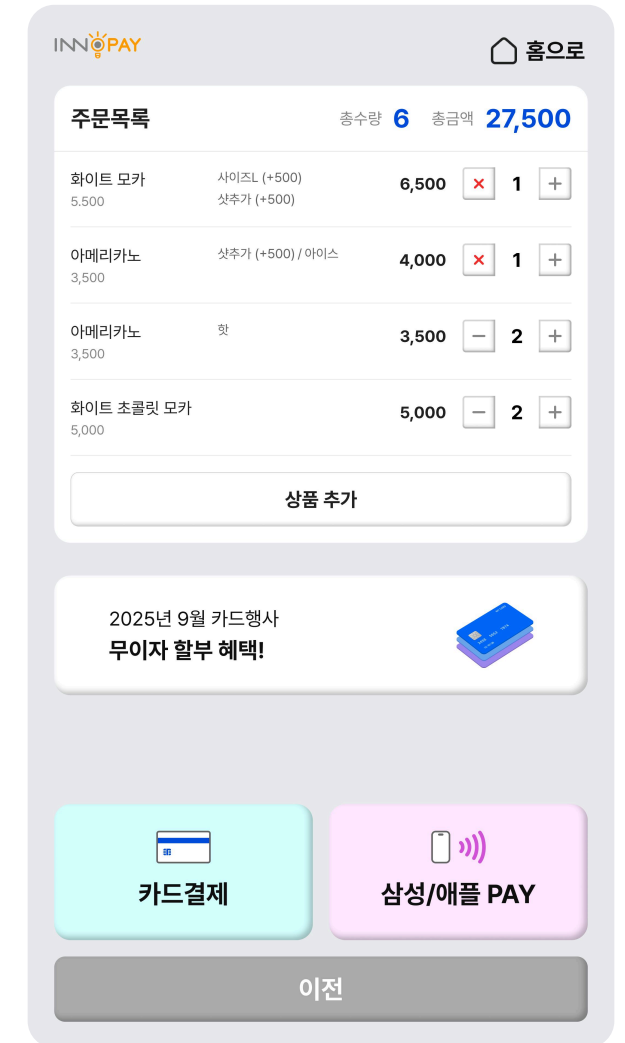 INNOPAY
홈으로
주문목록 총수량 6 총금액 27,500
화이트 모카 사이즈L (+500) 6,500 × 1 +
5.500 샷추가 (+500)
아메리카노 샷추가 (+500) / 아이스 4,000 × 1 +
3,500
아메리카노 핫 3,500 − 2 +
3,500
화이트 초콜릿 모카 5,000 − 2 +
5,000
상품 추가
2025년 9월 카드행사
무이자 할부 혜택!
카드결제
삼성/애플 PAY
이전